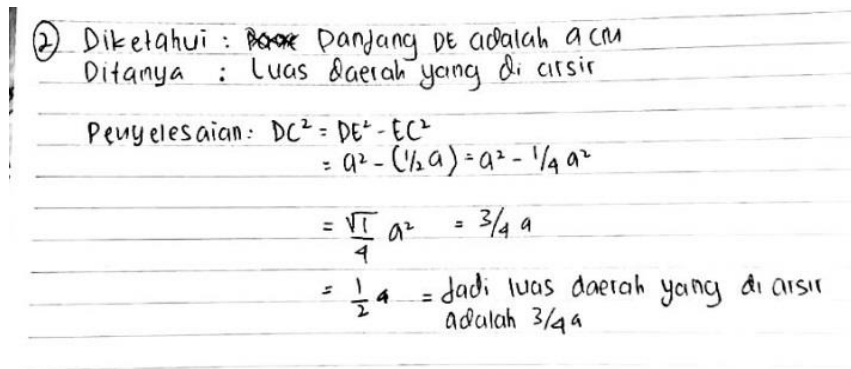 ② Diketahui : Panjang DE adalah a cm
Ditanya : Luas daerah yang di arsir
Penyelesaian: DC² = DE² - EC²
= a² - (1/2 a) = a² - 1/4 a²
= √1/4 a² = 3/4 a
= 1/2 a = Jadi luas daerah yang di arsir
adalah 3/4 a